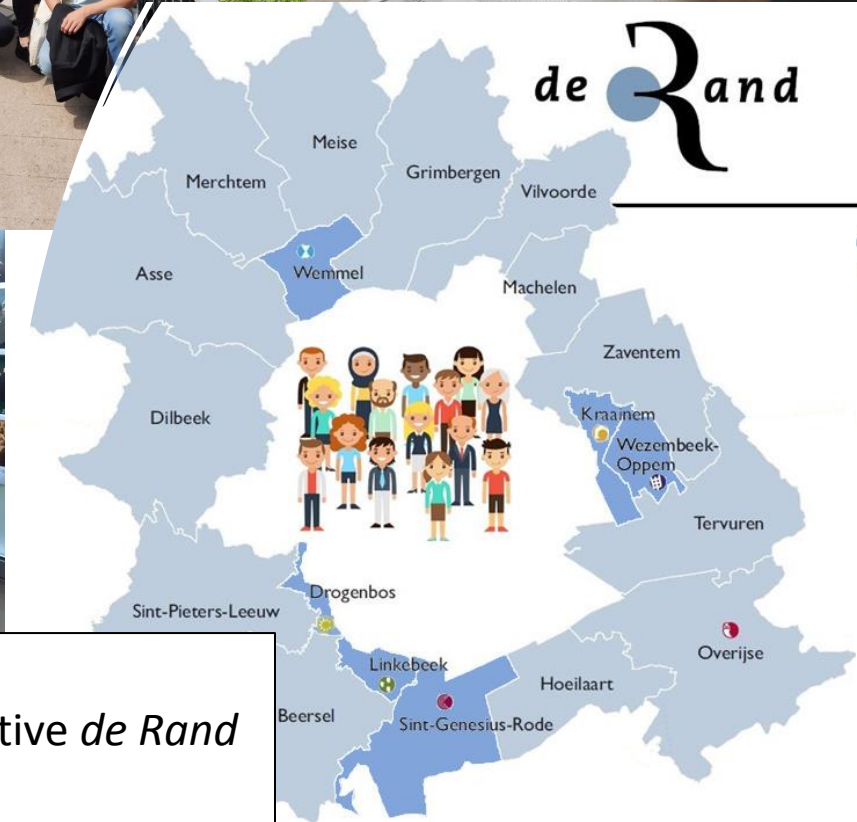 de Rand
Meise
Merchtem
Grimbergen
Vilvoorde
Asse
Wemmel
Machelen
Zaventem
Dilbeek
Kraainem
Wezembeek-
Oppem
Tervuren
Drogenbos
Sint-Pieters-Leeuw
Overijse
Linkebeek
Hoeilaart
Beersel
Sint-Genesius-Rode
tive de Rand